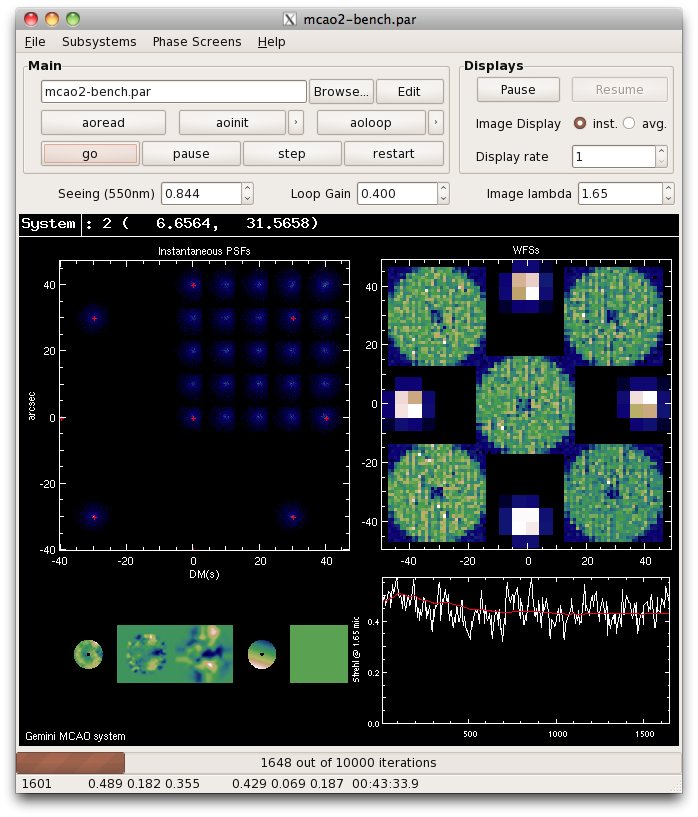 mcao2-bench.par
File Subsystems Phase Screens Help
Main
mcao2-bench.par Browse... Edit
aoread aoinit › aoloop ›
go pause step restart
Displays
Pause Resume
Image Display inst. avg.
Display rate 1
Seeing (550nm) 0.844 Loop Gain 0.400 Image lambda 1.65
System : 2 ( 6.6564, 31.5658)
Instantaneous PSFs
40
20
0
-20
-40
arcsec
-40 -20 0 20 40
DM(s)
WFSs
40
20
0
-20
-40
-40 -20 0 20 40
Strehl @ 1.65 mic
0.4
0.2
0.0
500 1000 1500
Gemini MCAO system
1648 out of 10000 iterations
1601 0.489 0.182 0.355 0.429 0.069 0.187 00:43:33.9